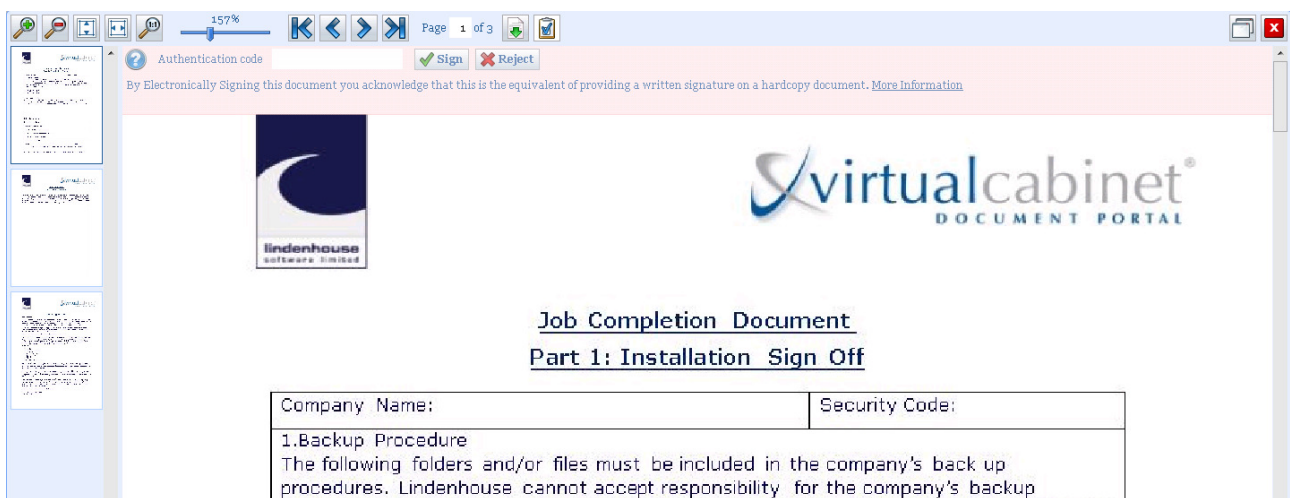 157%
1:1
Page 1 of 3
Authentication code Sign Reject
By Electronically Signing this document you acknowledge that this is the equivalent of providing a written signature on a hardcopy document. More Information
lindenhouse
software limited
virtualcabinet®
DOCUMENT PORTAL
Job Completion Document
Part 1: Installation Sign Off
Company Name: Security Code:
1.Backup Procedure
The following folders and/or files must be included in the company's back up
procedures. Lindenhouse cannot accept responsibility for the company's backup